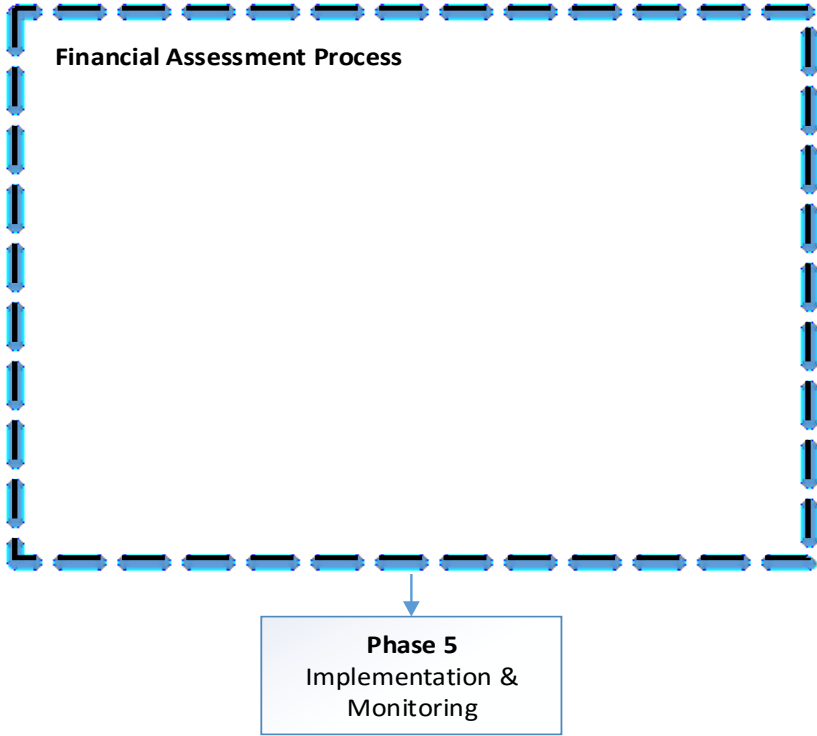 Financial Assessment Process
Phase 5
Implementation &
Monitoring